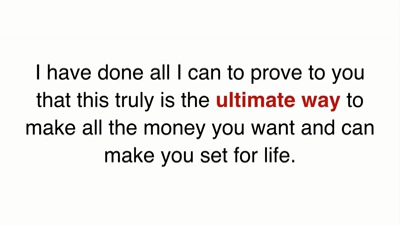 I have done all I can to prove to you
that this truly is the ultimate way to
make all the money you want and can
make you set for life.